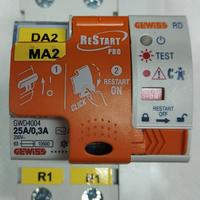 DA2
MA2
ReStart
PRO
GEWISS RD
1
2
TEST
CLICK
RESTART
ON
GWD4004
25A/0,3A
230V~
10000
GEWISS
RESTART
OFF
R1